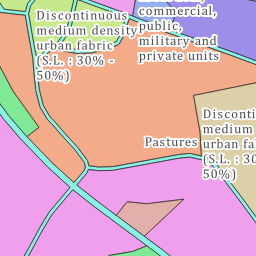 Discontinuous
medium density
urban fabric
(S.L. : 30% -
50%)
commercial,
public,
military and
private units
Pastures
Disconti
medium
urban fa
(S.L. : 30
50%)